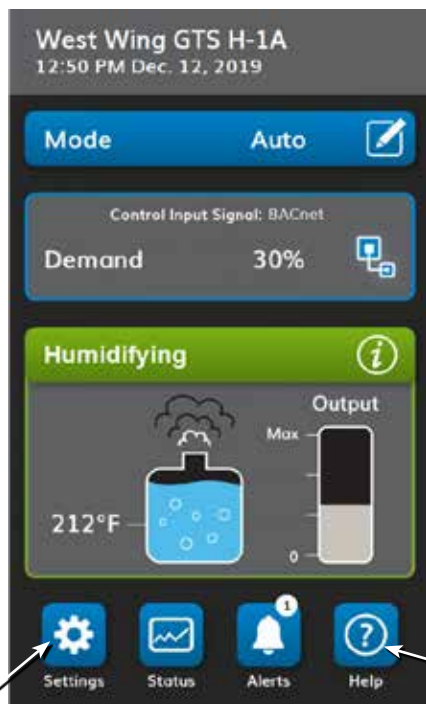 West Wing GTS H-1A
12:50 PM Dec. 12, 2019
Mode Auto
Control Input Signal: BACnet
Demand 30%
Humidifying i
Output
Max
212°F
0
1
?
Settings Status Alerts Help